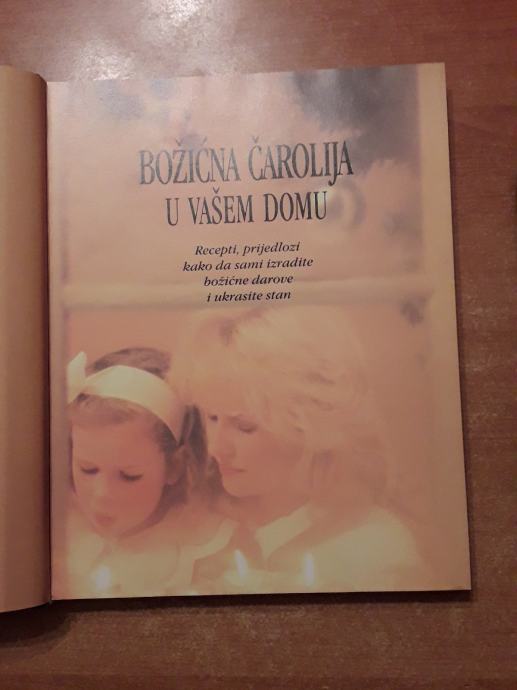 BOŽIĆNA ČAROLIJA
U VAŠEM DOMU
Recepti, prijedlozi
kako da sami izradite
božićne darove
i ukrasite stan